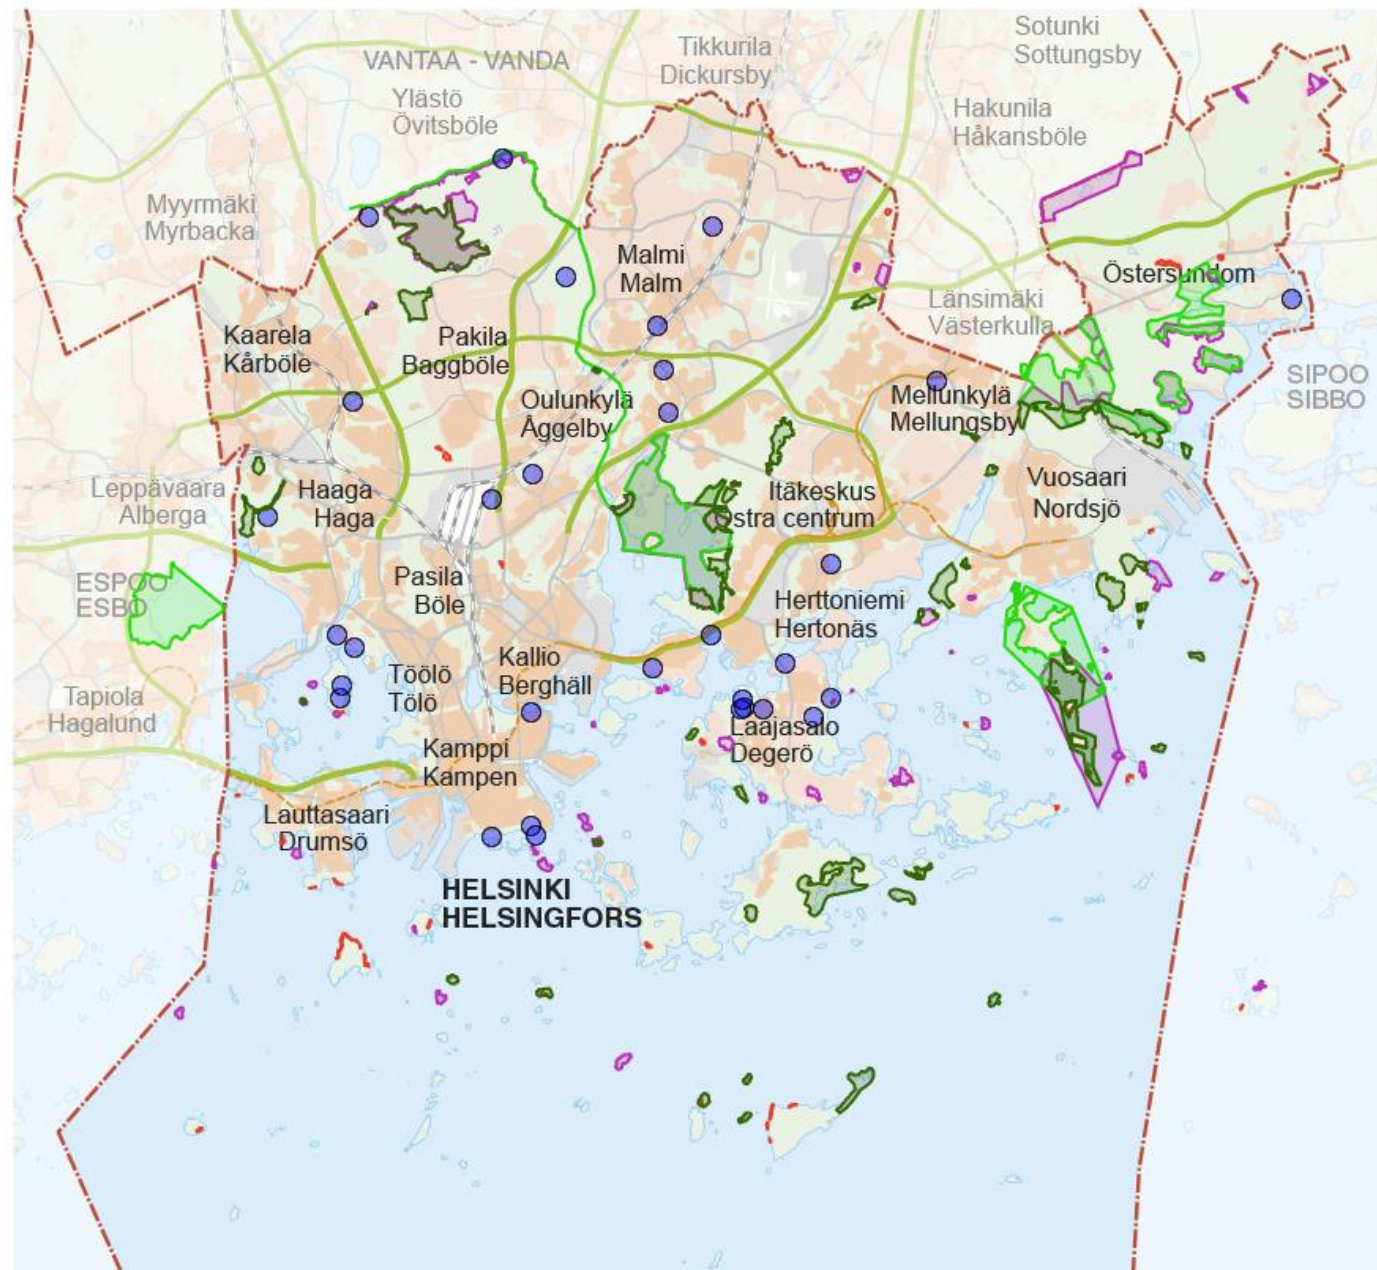 Sotunki
Sottungsby
Tikkurila
Dickursby
VANTAA - VANDA
Ylästö
Övitsböle
Hakunila
Håkansböle
Myyrmäki
Myrbacka
Malmi
Malm
Östersundom
Länsimäki
Västerkulla
Kaarela
Kårböle
Pakila
Baggböle
SIPOO
SIBBO
Oulunkylä
Åggelby
Mellunkylä
Mellungsby
Leppävaara
Alberga
Haaga
Haga
Itäkeskus
Östra centrum
Vuosaari
Nordsjö
ESPOO
ESBO
Pasila
Böle
Herttoniemi
Hertonäs
Kallio
Berghäll
Töölö
Tölö
Tapiola
Hagalund
Laajasalo
Degerö
Kamppi
Kampen
Lauttasaari
Drumsö
HELSINKI
HELSINGFORS